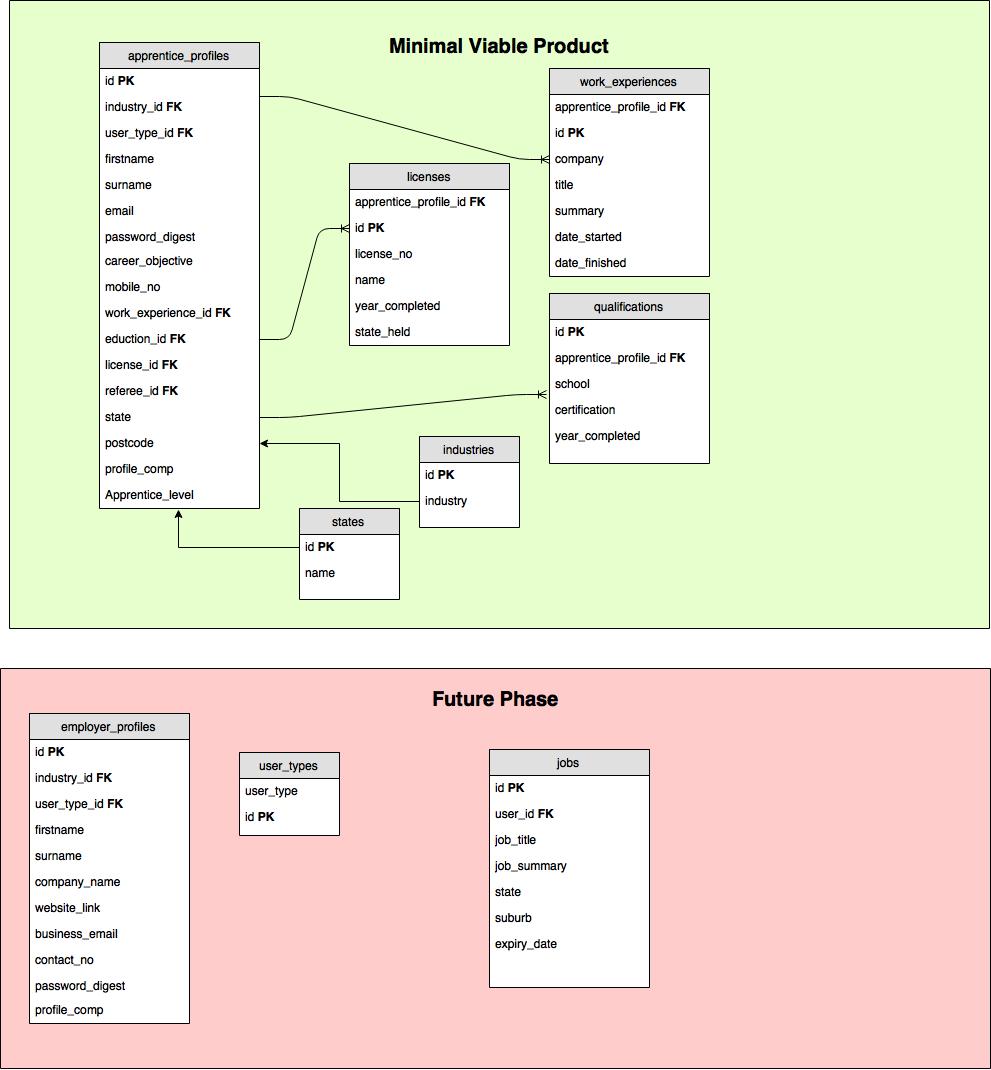 Minimal Viable Product
apprentice_profiles
id PK
industry_id FK
user_type_id FK
firstname
surname
email
password_digest
career_objective
mobile_no
work_experience_id FK
eduction_id FK
license_id FK
referee_id FK
state
postcode
profile_comp
Apprentice_level
licenses
apprentice_profile_id FK
id PK
license_no
name
year_completed
state_held
work_experiences
apprentice_profile_id FK
id PK
company
title
summary
date_started
date_finished
qualifications
id PK
apprentice_profile_id FK
school
certification
year_completed
industries
id PK
industry
states
id PK
name
Future Phase
employer_profiles
id PK
industry_id FK
user_type_id FK
firstname
surname
company_name
website_link
business_email
contact_no
password_digest
profile_comp
user_types
user_type
id PK
jobs
id PK
user_id FK
job_title
job_summary
state
suburb
expiry_date